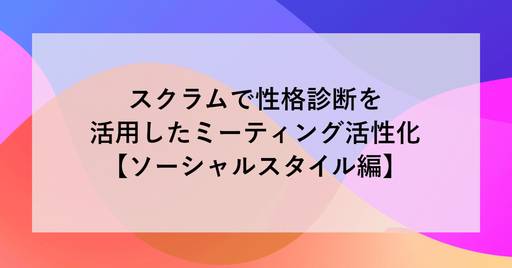 スクラムで性格診断を
活用したミーティング活性化
【ソーシャルスタイル編】